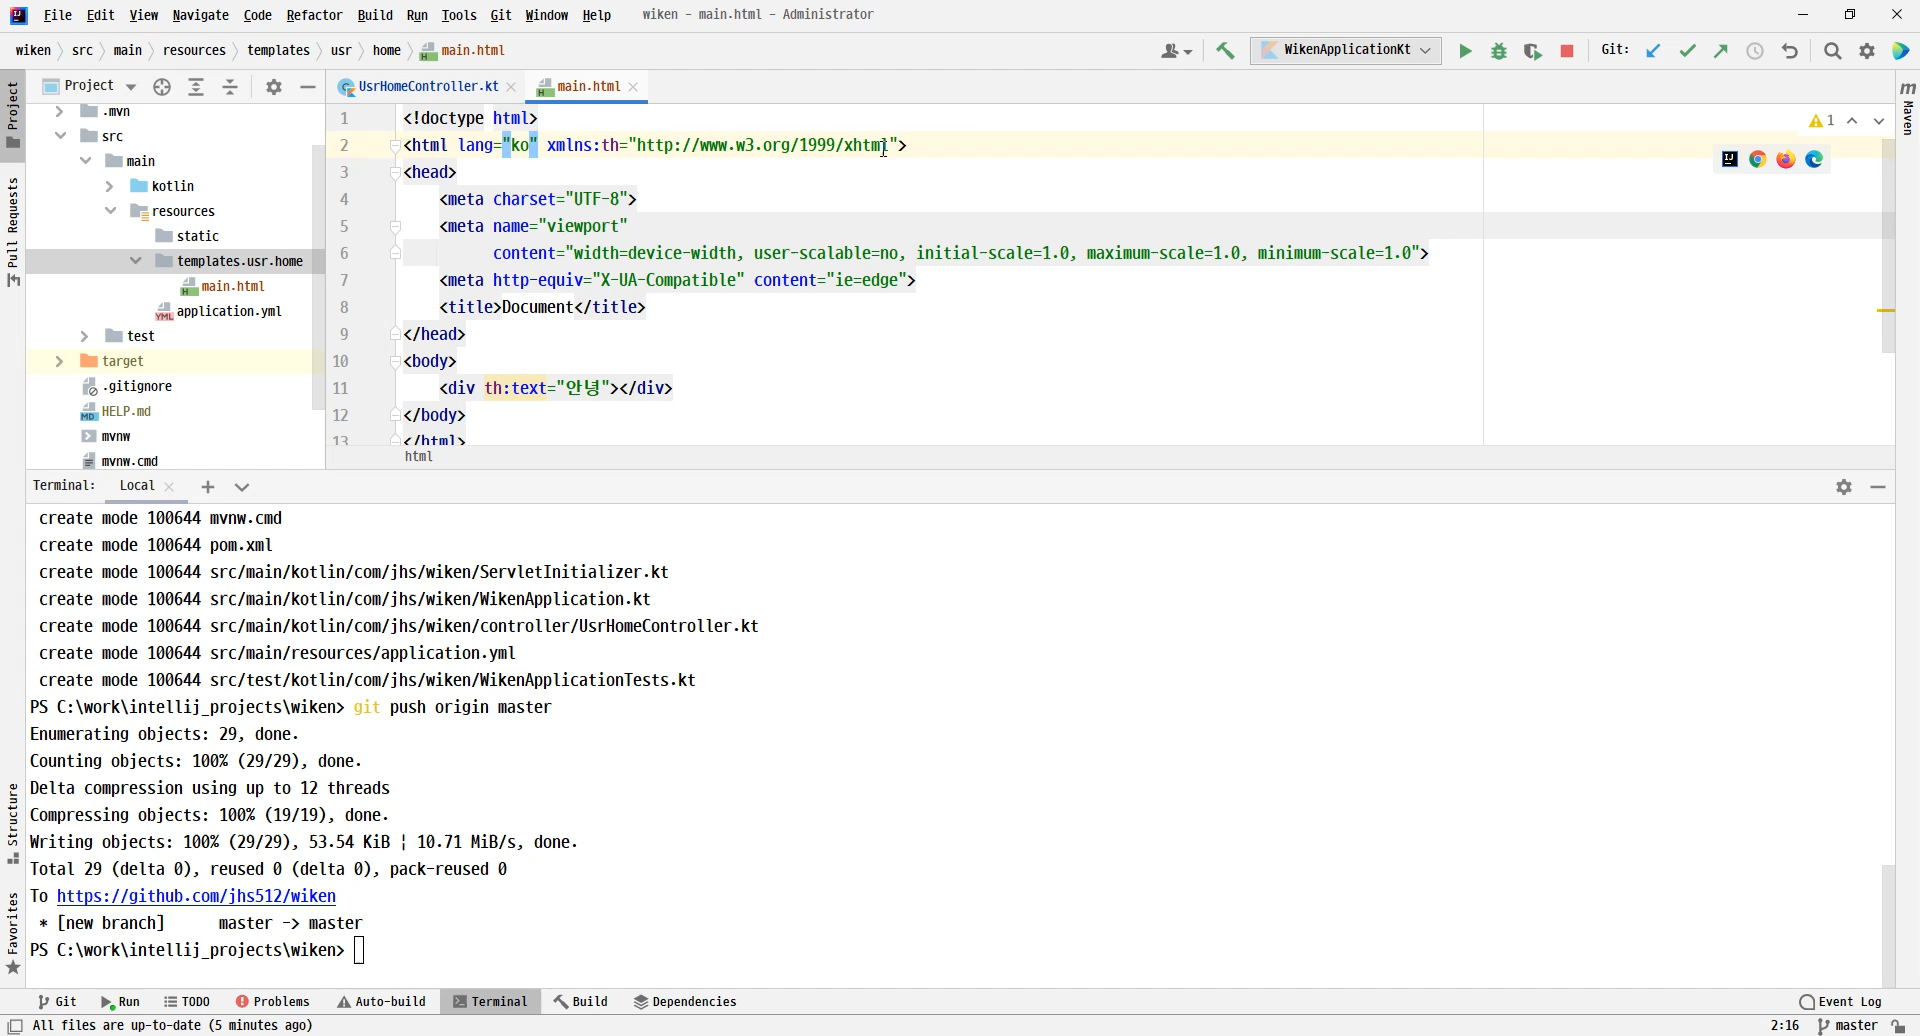 File Edit View Navigate Code Refactor Build Run Tools Git Window Help wiken - main.html - Administrator
wiken src main resources templates usr home main.html WikenApplicationKt Git:
Project UsrHomeController.kt main.html
Project
Pull Requests
Structure
Favorites
Maven
.mvn
src
main
kotlin
resources
static
templates.usr.home
main.html
application.yml
test
target
.gitignore
HELP.md
mvnw
mvnw.cmd
1 <!doctype html>
2 <html lang="ko" xmlns:th="http://www.w3.org/1999/xhtml">
3 <head>
4 <meta charset="UTF-8">
5 <meta name="viewport"
6 content="width=device-width, user-scalable=no, initial-scale=1.0, maximum-scale=1.0, minimum-scale=1.0">
7 <meta http-equiv="X-UA-Compatible" content="ie=edge">
8 <title>Document</title>
9 </head>
10 <body>
11 <div th:text="안녕"></div>
12 </body>
13 </html>
1
html
Terminal: Local
create mode 100644 mvnw.cmd
create mode 100644 pom.xml
create mode 100644 src/main/kotlin/com/jhs/wiken/ServletInitializer.kt
create mode 100644 src/main/kotlin/com/jhs/wiken/WikenApplication.kt
create mode 100644 src/main/kotlin/com/jhs/wiken/controller/UsrHomeController.kt
create mode 100644 src/main/resources/application.yml
create mode 100644 src/test/kotlin/com/jhs/wiken/WikenApplicationTests.kt
PS C:\work\intellij_projects\wiken> git push origin master
Enumerating objects: 29, done.
Counting objects: 100% (29/29), done.
Delta compression using up to 12 threads
Compressing objects: 100% (19/19), done.
Writing objects: 100% (29/29), 53.54 KiB ¦ 10.71 MiB/s, done.
Total 29 (delta 0), reused 0 (delta 0), pack-reused 0
To https://github.com/jhs512/wiken
* [new branch] master -> master
PS C:\work\intellij_projects\wiken>
Git Run TODO Problems Auto-build Terminal Build Dependencies Event Log
All files are up-to-date (5 minutes ago) 2:16 master